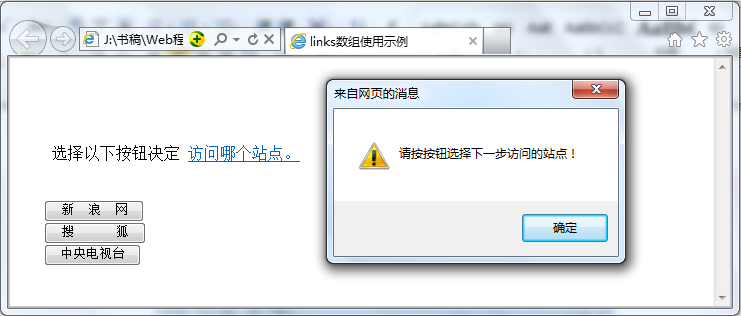 J:\书稿\Web程
links数组使用示例
来自网页的消息
选择以下按钮决定 访问哪个站点。
请按按钮选择下一步访问的站点！
新 浪 网
确定
搜 狐
中央电视台